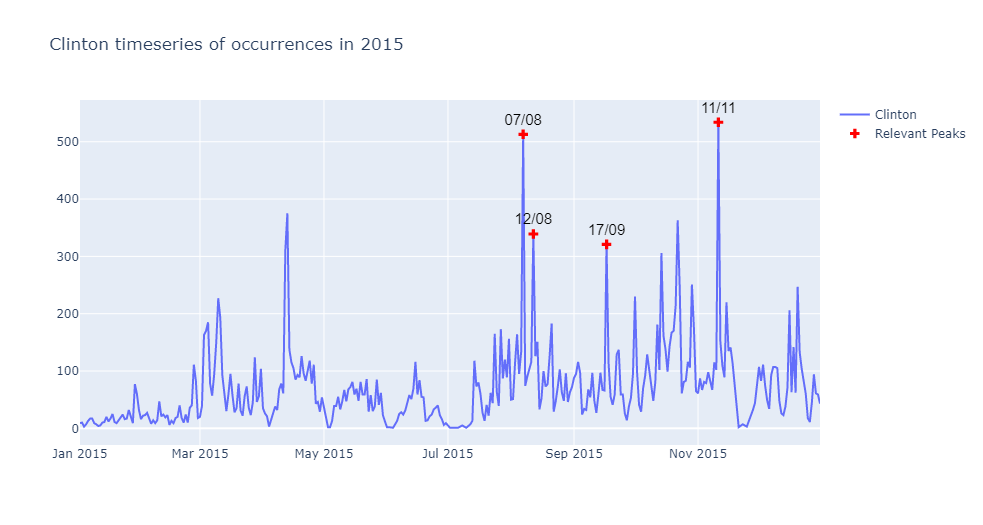 Clinton timeseries of occurrences in 2015
11/11
07/08
12/08
17/09
Clinton
Relevant Peaks
500
400
300
200
100
0
Jan 2015
Mar 2015
May 2015
Jul 2015
Sep 2015
Nov 2015